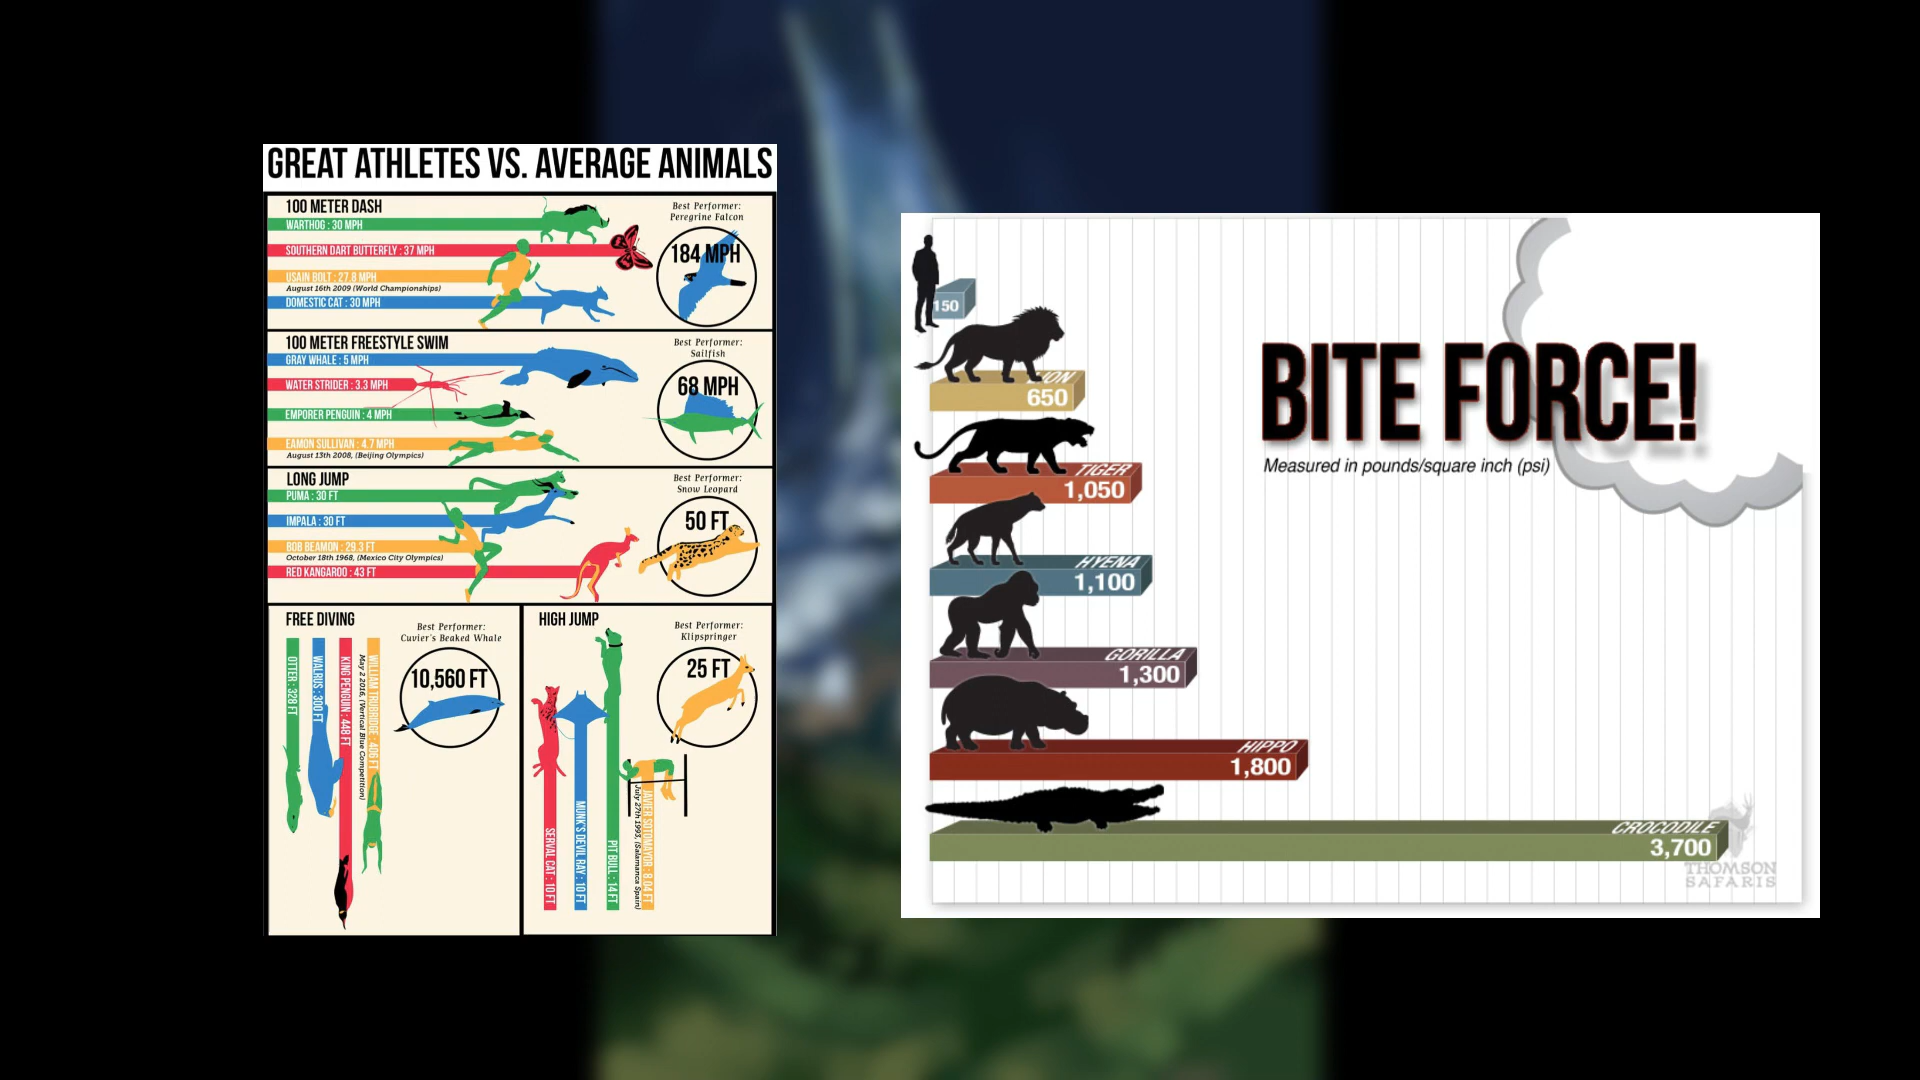 GREAT ATHLETES VS. AVERAGE ANIMALS
100 METER DASH
WARTHOG : 30 MPH
SOUTHERN DART BUTTERFLY : 37 MPH
USAIN BOLT : 27.8 MPH
August 16th 2009 (World Championships)
DOMESTIC CAT : 30 MPH
Best Performer:
Peregrine Falcon
184 MPH
100 METER FREESTYLE SWIM
GRAY WHALE : 5 MPH
WATER STRIDER : 3.3 MPH
EMPORER PENGUIN : 4 MPH
EAMON SULLIVAN : 4.7 MPH
August 13th 2008, (Beijing Olympics)
Best Performer:
Sailfish
68 MPH
LONG JUMP
PUMA : 30 FT
IMPALA : 30 FT
BOB BEAMON : 29.3 FT
October 18th 1968, (Mexico City Olympics)
RED KANGAROO : 43 FT
Best Performer:
Snow Leopard
50 FT
FREE DIVING
OTTER : 328 FT
WALRUS : 300 FT
KING PENGUIN : 448 FT
May 2 2016, (Vertical Blue Competition)
WILLIAM TRUBRIDGE : 406 FT
Best Performer:
Cuvier's Beaked Whale
10,560 FT
HIGH JUMP
SERVAL CAT : 10 FT
MUNK'S DEVIL RAY : 10 FT
PIT BULL : 14 FT
July 27th 1993, (Salamanca Spain)
JAVIER SOTOMAYOR : 8.04 FT
Best Performer:
Klipspringer
25 FT
BITE FORCE!
Measured in pounds/square inch (psi)
150
LION
650
TIGER
1,050
HYENA
1,100
GORILLA
1,300
HIPPO
1,800
CROCODILE
3,700
THOMSON
SAFARIS